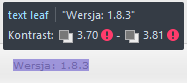 text leaf "Wersja: 1.8.3"
Kontrast: 3.70 ! - 3.81 !
Wersja: 1.8.3